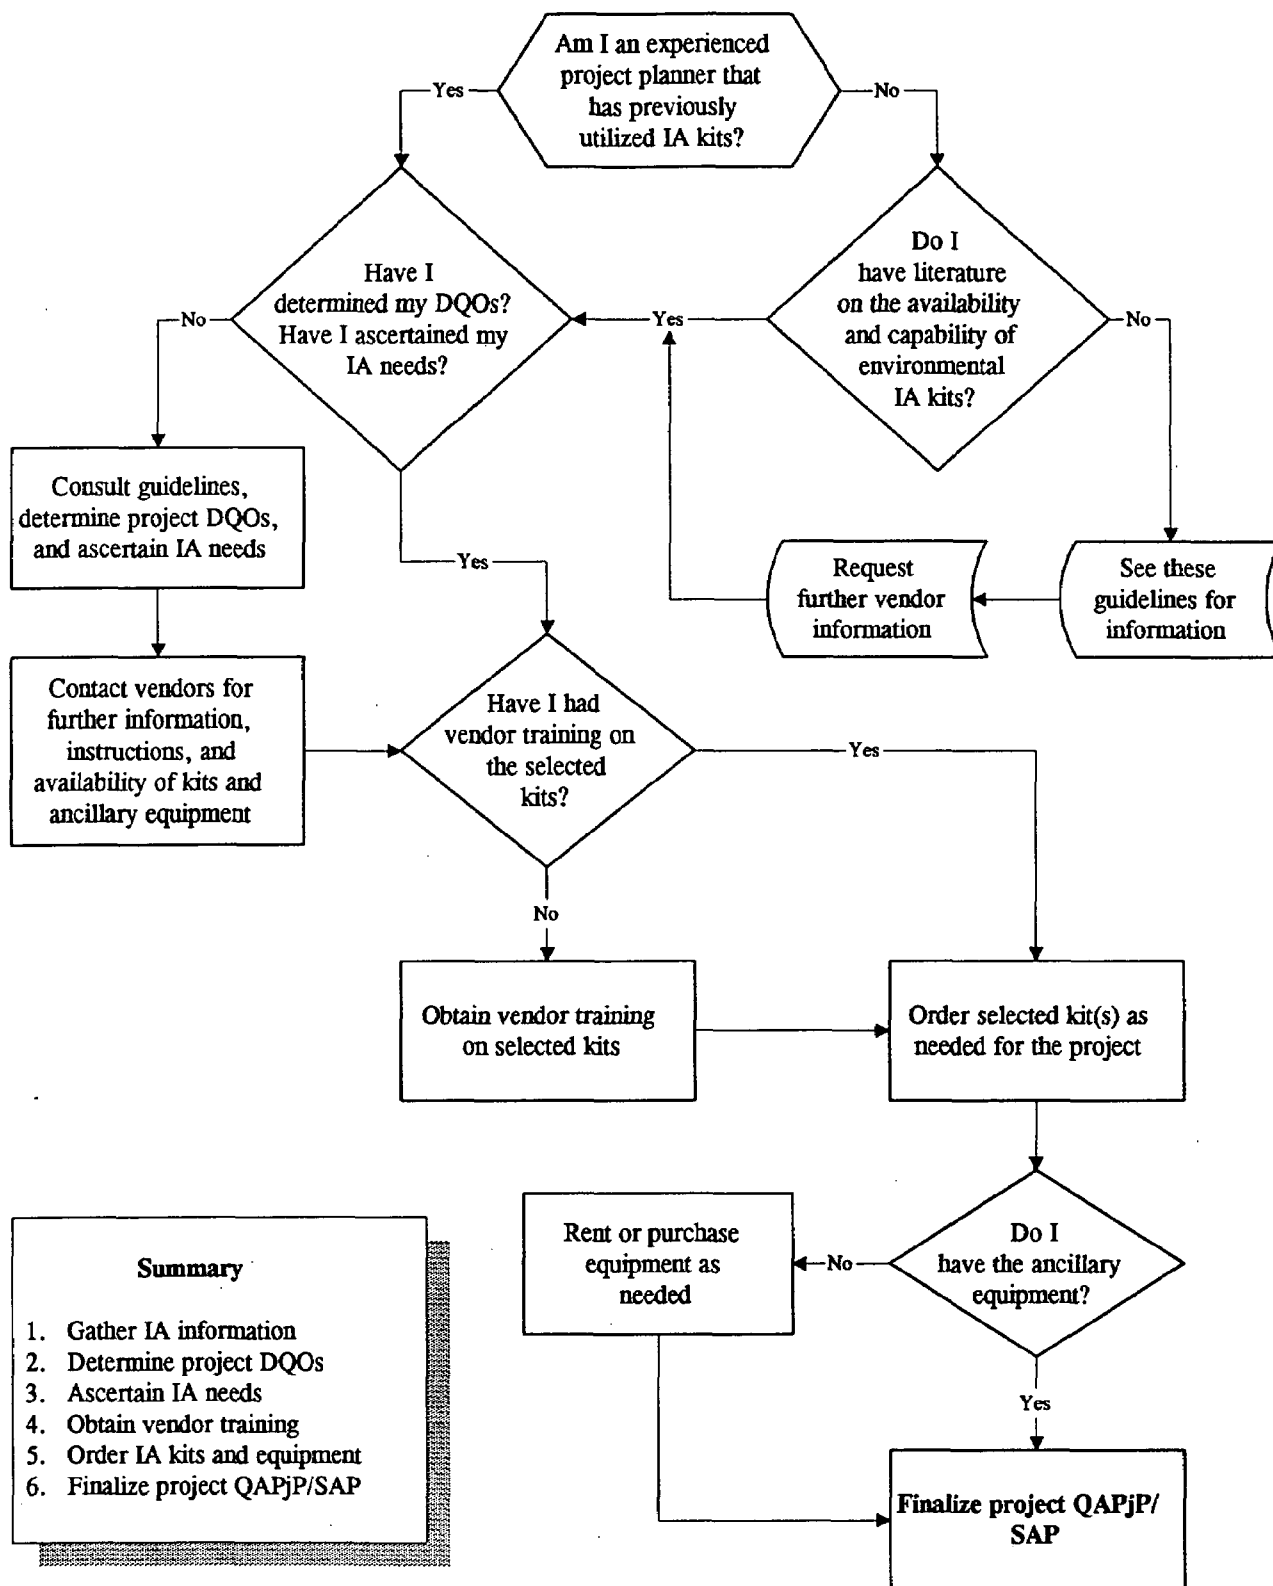 Am I an experienced
project planner that
has previously
utilized IA kits?
Yes
No
Have I
determined my DQOs?
Have I ascertained my
IA needs?
Do I
have literature
on the availability
and capability of
environmental
IA kits?
No
Yes
No
Consult guidelines,
determine project DQOs,
and ascertain IA needs
Yes
Request
further vendor
information
See these
guidelines for
information
Contact vendors for
further information,
instructions, and
availability of kits and
ancillary equipment
Have I had
vendor training on
the selected
kits?
Yes
No
Obtain vendor training
on selected kits
Order selected kit(s) as
needed for the project
Rent or purchase
equipment as
needed
No
Do I
have the ancillary
equipment?
Yes
Summary
1. Gather IA information
2. Determine project DQOs
3. Ascertain IA needs
4. Obtain vendor training
5. Order IA kits and equipment
6. Finalize project QAPjP/SAP
Finalize project QAPjP/
SAP